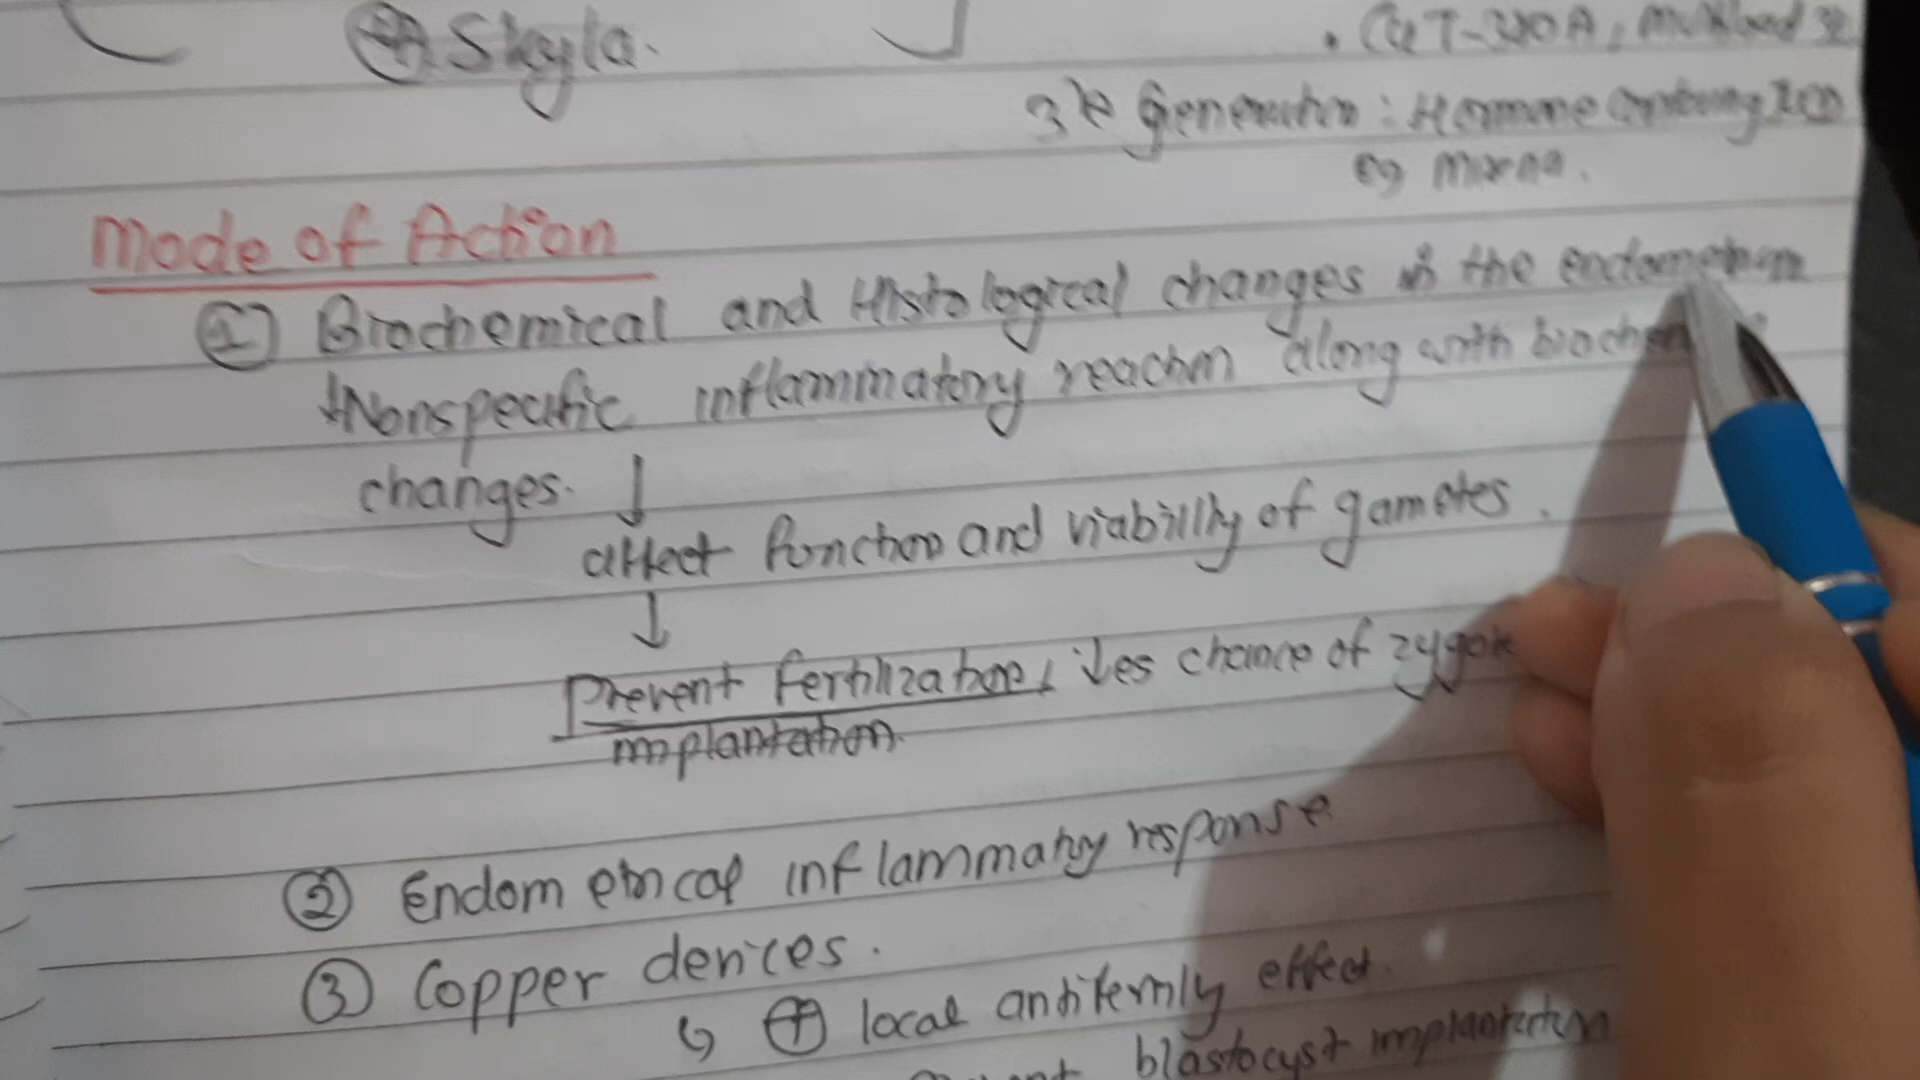 ④ Skyla.
• CuT-380A, Multiload
3rd Generation : Hormone containing IUD
eg Mirena.
Mode of Action
① Biochemical and Histological changes in the endometrium
↓Nonspecific inflammatory reaction along with
changes.
↓
affect function and viability of gametes.
↓
Prevent fertilization, ↓es chance of zygote
implantation.
② Endometrical inflammatory response
③ Copper devices.
↳ ⊕ local antifertility effect.
blastocyst implantation